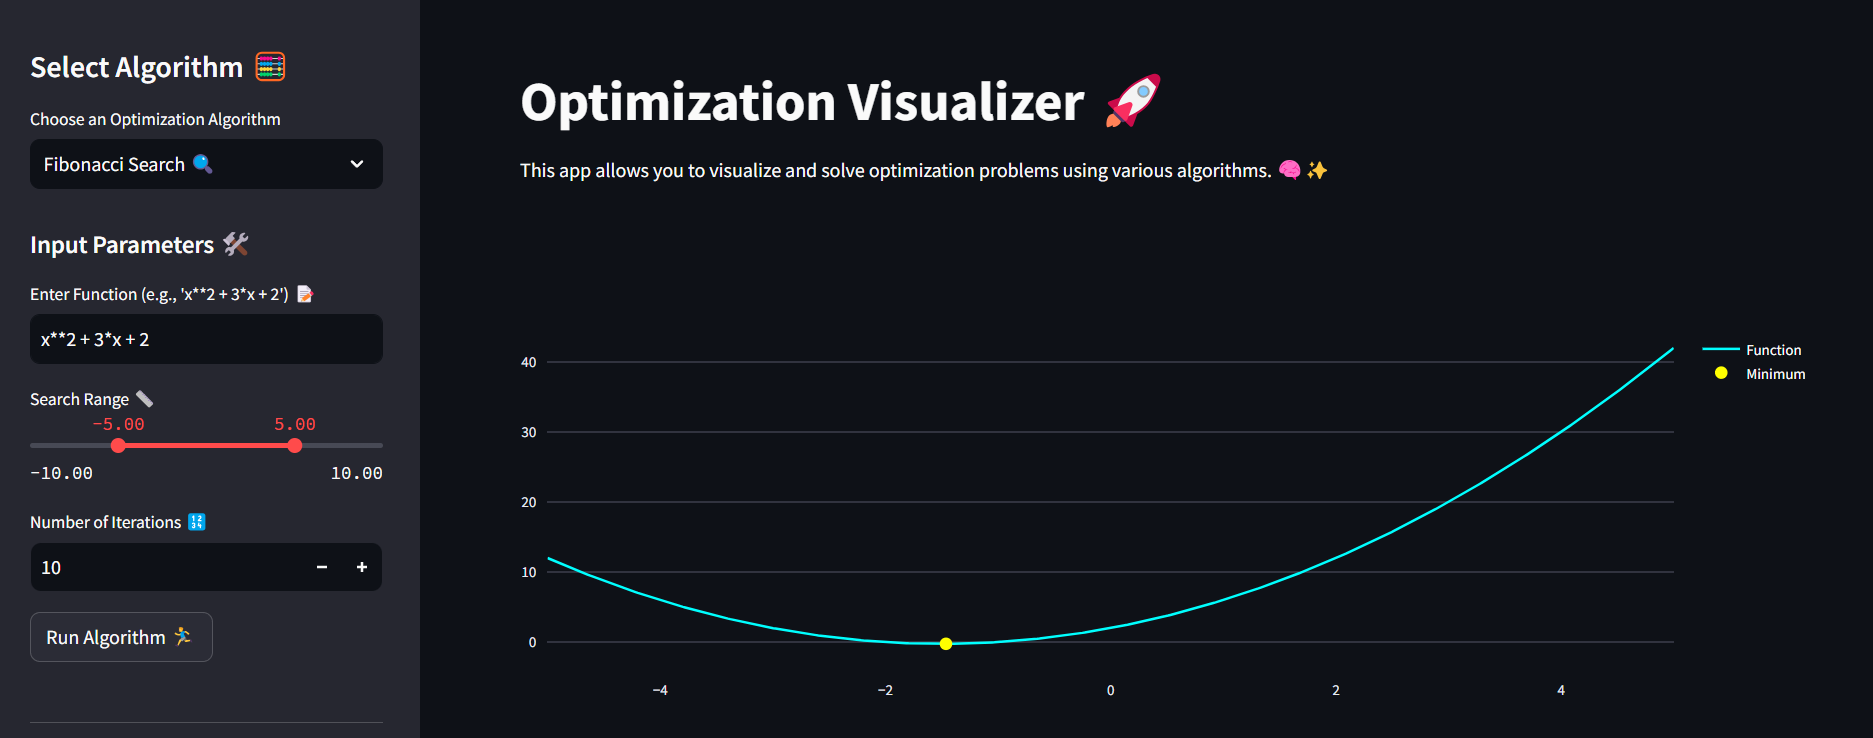 Select Algorithm 🧮
Choose an Optimization Algorithm
Fibonacci Search 🔍
Input Parameters 🛠️
Enter Function (e.g., 'x**2 + 3*x + 2') 📝
x**2 + 3*x + 2
Search Range 📏
−5.00 5.00
−10.00 10.00
Number of Iterations 🔢
10 − +
Run Algorithm 🏃
Optimization Visualizer 🚀
This app allows you to visualize and solve optimization problems using various algorithms. 🧠✨
40
30
20
10
0
−4 −2 0 2 4
Function
Minimum